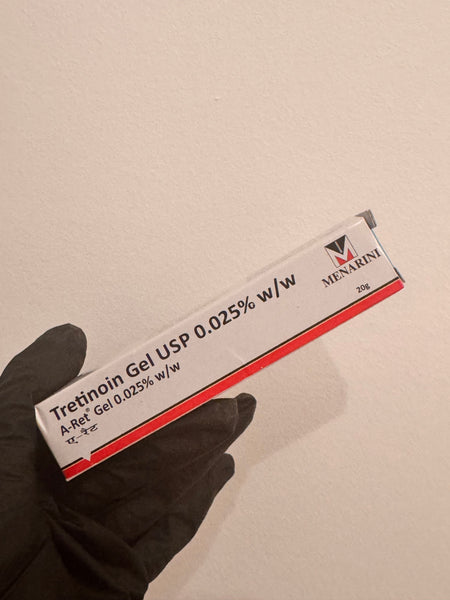 Tretinoin Gel USP 0.025% w/w
A-Ret® Gel 0.025% w/w
ए-रेट
MENARINI
20g